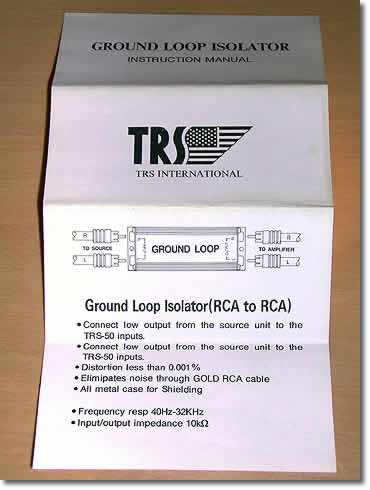 GROUND LOOP ISOLATOR
INSTRUCTION MANUAL
TRS
TRS INTERNATIONAL
R
TO SOURCE
L
GROUND LOOP
R
TO AMPLIFIER
L
Ground Loop Isolator(RCA to RCA)
• Connect low output from the source unit to the
TRS-50 inputs.
• Connect low output from the source unit to the
TRS-50 inputs.
• Distortion less than 0.001%
• Elimipates noise through GOLD RCA cable
• All metal case for Shielding
• Frequency resp 40Hz-32KHz
• Input/output impedance 10kΩ